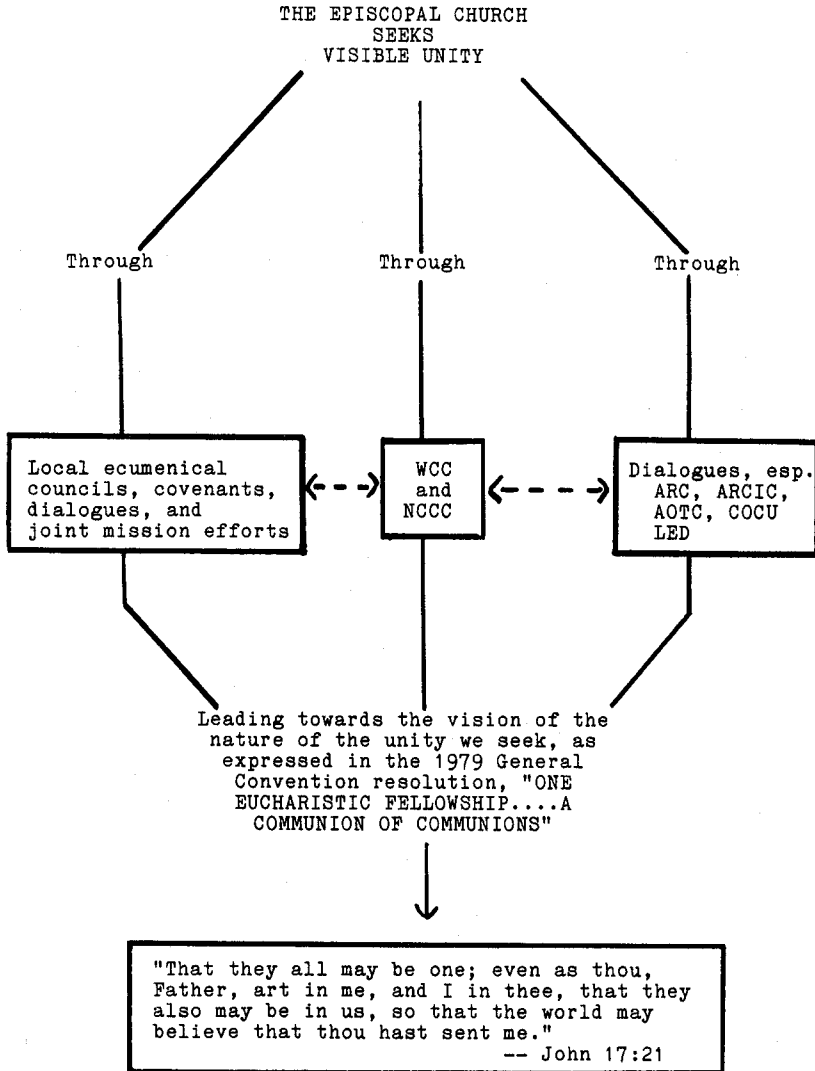 THE EPISCOPAL CHURCH
SEEKS
VISIBLE UNITY
Through
Through
Through
Local ecumenical
councils, covenants,
dialogues, and
joint mission efforts
WCC
and
NCCC
Dialogues, esp.
ARC, ARCIC,
AOTC, COCU
LED
Leading towards the vision of the
nature of the unity we seek, as
expressed in the 1979 General
Convention resolution, "ONE
EUCHARISTIC FELLOWSHIP....A
COMMUNION OF COMMUNIONS"
"That they all may be one; even as thou,
Father, art in me, and I in thee, that they
also may be in us, so that the world may
believe that thou hast sent me."
-- John 17:21